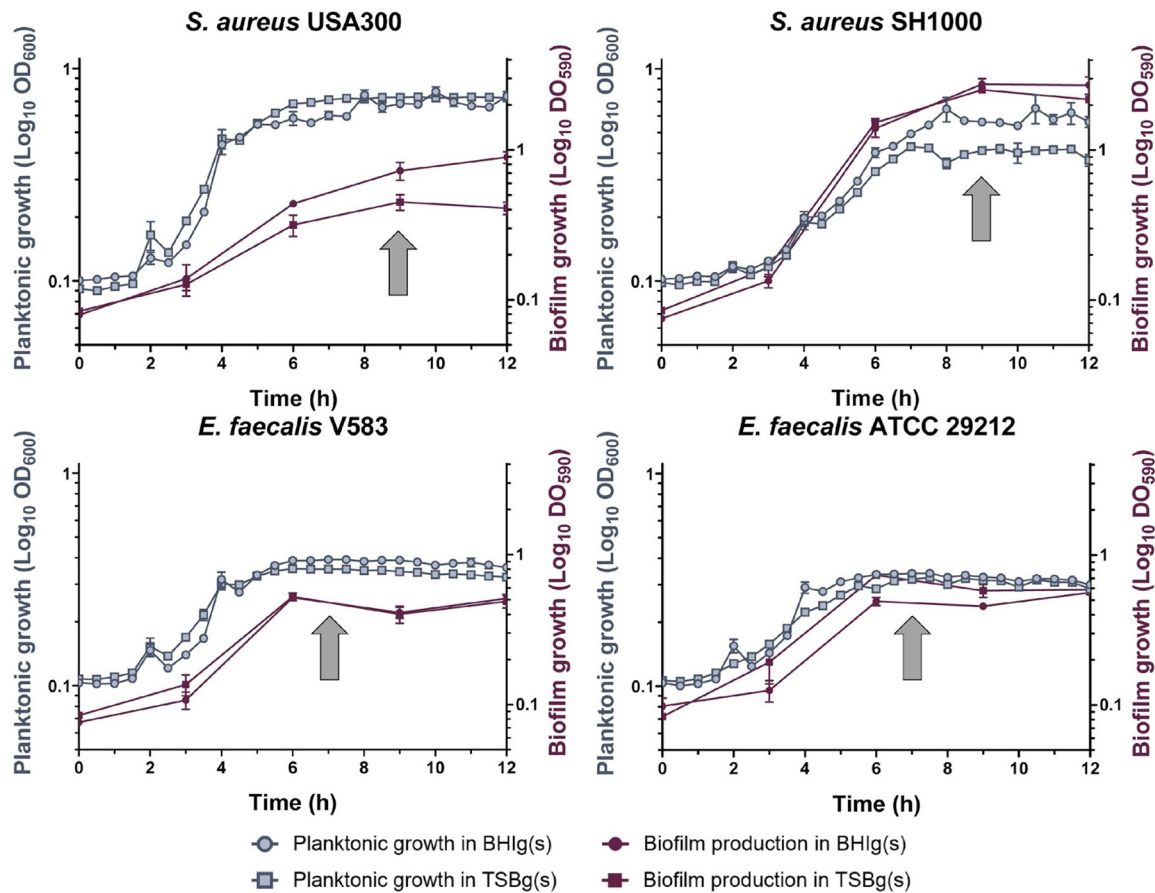 S. aureus USA300
S. aureus SH1000
Planktonic growth (Log10 OD600)
1
0.1
Biofilm growth (Log10 DO590)
1
0.1
0 2 4 6 8 10 12
Time (h)
Planktonic growth (Log10 OD600)
1
0.1
Biofilm growth (Log10 DO590)
1
0.1
0 2 4 6 8 10 12
Time (h)
E. faecalis V583
E. faecalis ATCC 29212
Planktonic growth (Log10 OD600)
1
0.1
Biofilm growth (Log10 DO590)
1
0.1
0 2 4 6 8 10 12
Time (h)
Planktonic growth (Log10 OD600)
1
0.1
Biofilm growth (Log10 DO590)
1
0.1
0 2 4 6 8 10 12
Time (h)
Planktonic growth in BHIg(s)
Biofilm production in BHIg(s)
Planktonic growth in TSBg(s)
Biofilm production in TSBg(s)